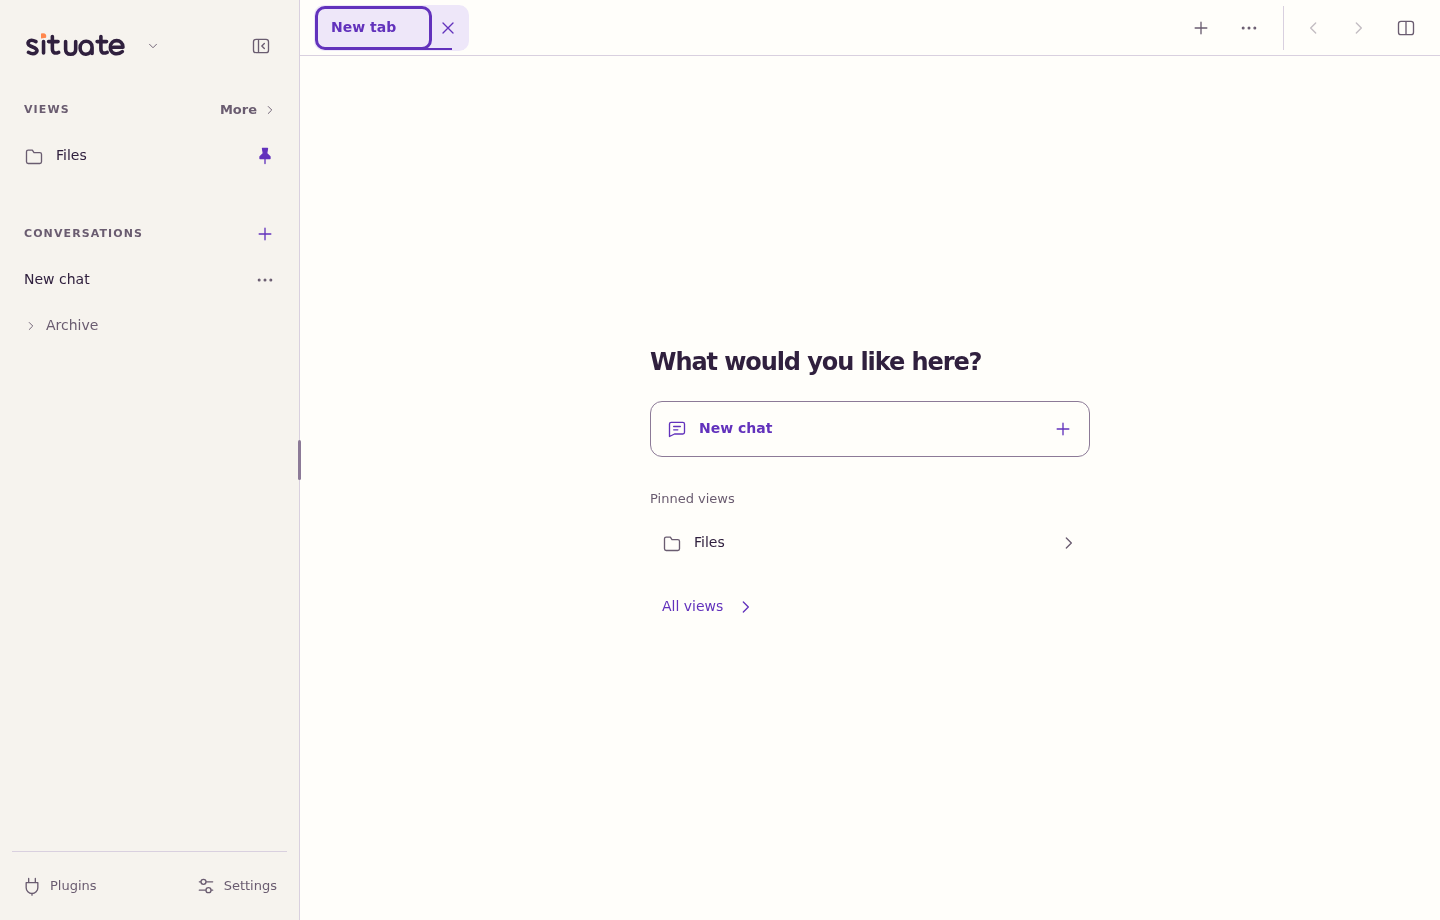 situate
VIEWS
More
Files
CONVERSATIONS
New chat
Archive
Plugins
Settings
New tab
What would you like here?
New chat
Pinned views
Files
All views